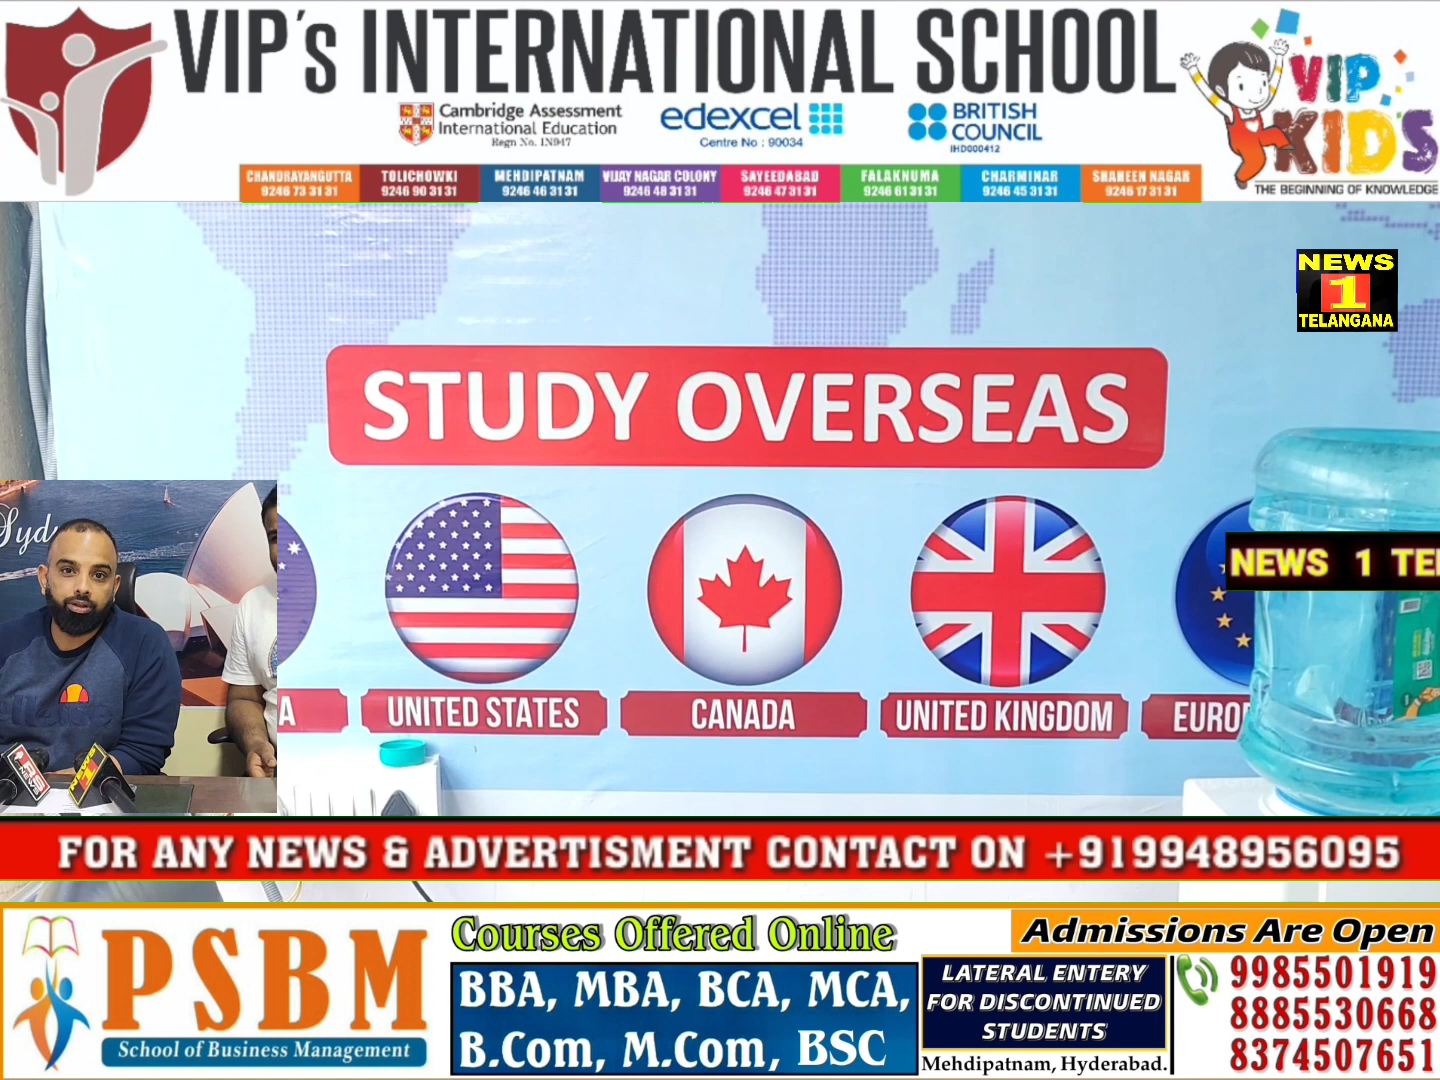 VIP's INTERNATIONAL SCHOOL
Cambridge Assessment
International Education
Regn No. IN947
edexcel
Centre No : 90034
BRITISH
COUNCIL
IHD000412
VIP
KID'S
THE BEGINNING OF KNOWLEDGE
CHANDRAYANGUTTA
9246 73 31 31
TOLICHOWKI
9246 90 31 31
MEHDIPATNAM
9246 46 31 31
VIJAY NAGAR COLONY
9246 48 31 31
SAYEEDABAD
9246 47 31 31
FALAKNUMA
9246 61 31 31
CHARMINAR
9246 45 31 31
SHAHEEN NAGAR
9246 17 31 31
NEWS
1
TELANGANA
STUDY OVERSEAS
Syd
NEWS 1 TEL
A
UNITED STATES
CANADA
UNITED KINGDOM
EURO
NEWS 1
FOR ANY NEWS & ADVERTISMENT CONTACT ON +919948956095
PSBM
School of Business Management
Courses Offered Online
BBA, MBA, BCA, MCA,
B.Com, M.Com, BSC
Admissions Are Open
LATERAL ENTERY
FOR DISCONTINUED
STUDENTS
Mehdipatnam, Hyderabad.
9985501919
8885530668
8374507651